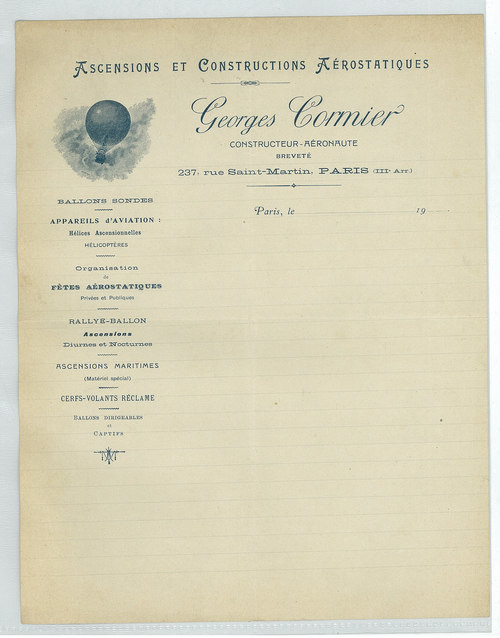 Ascensions et Constructions Aérostatiques
Georges Cormier
CONSTRUCTEUR-AÉRONAUTE
BREVETÉ
237, rue Saint-Martin, PARIS (IIIe Arr.)
Paris, le 19
BALLONS SONDES
APPAREILS d'AVIATION :
Hélices Ascensionnelles
HÉLICOPTÈRES
Organisation
de
FÊTES AÉROSTATIQUES
Privées et Publiques
RALLYE-BALLON
Ascensions
Diurnes et Nocturnes
ASCENSIONS MARITIMES
(Matériel spécial)
CERFS-VOLANTS RÉCLAME
BALLONS DIRIGEABLES
et
CAPTIFS